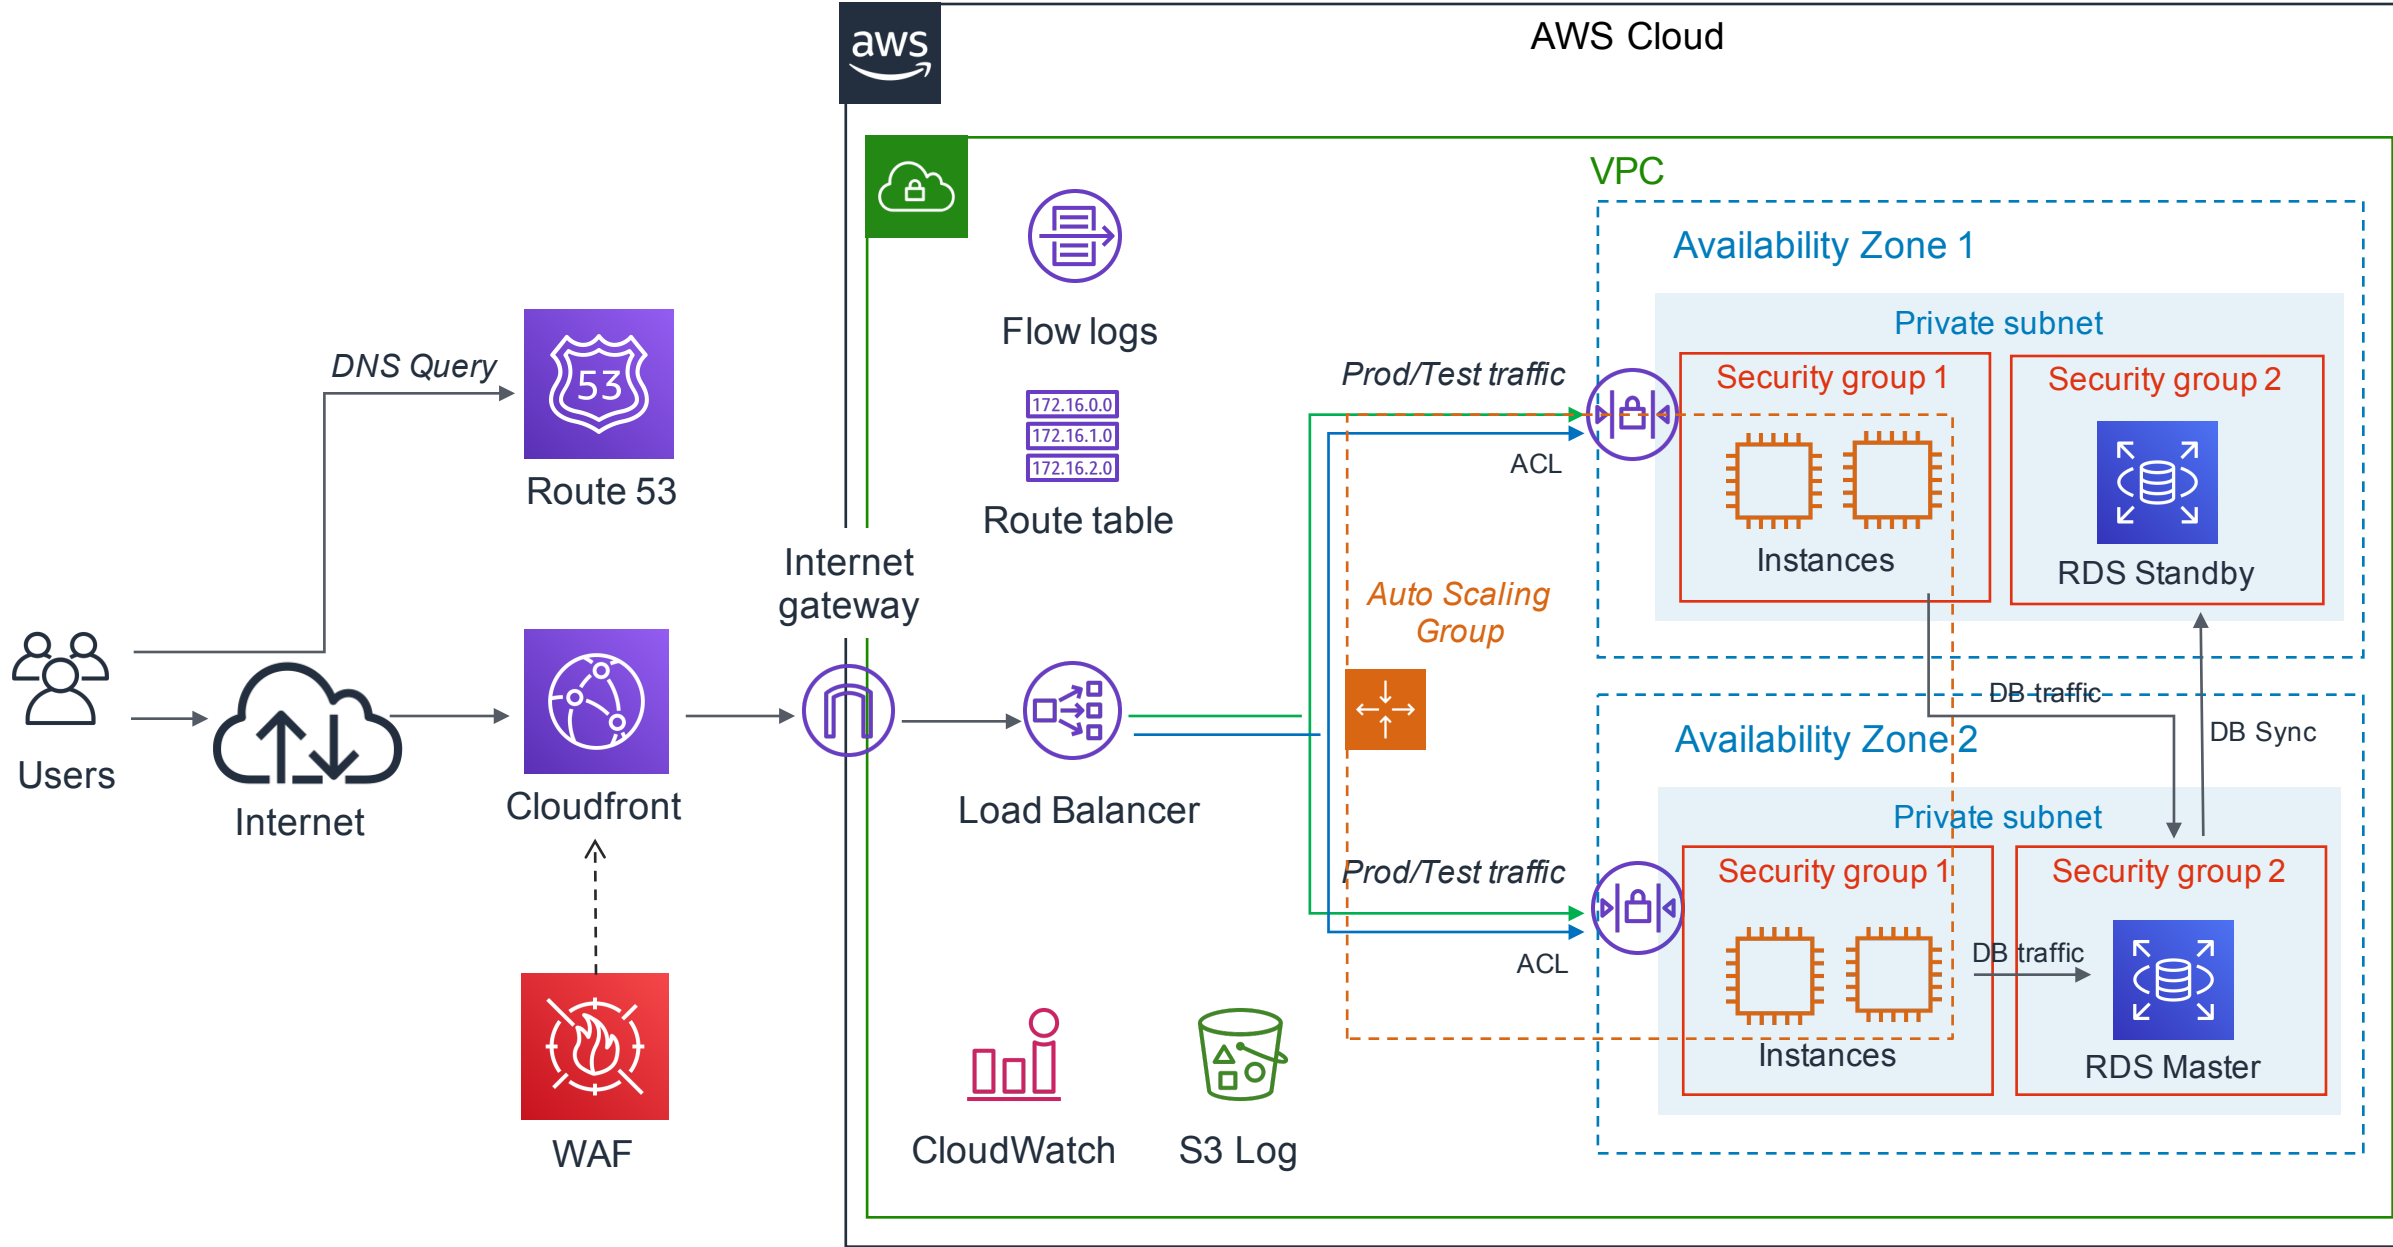 aws
AWS Cloud
VPC
Availability Zone 1
Flow logs
Private subnet
DNS Query
53
Route 53
172.16.0.0
172.16.1.0
172.16.2.0
Route table
Prod/Test traffic
ACL
Security group 1
Instances
Security group 2
RDS Standby
Internet
gateway
Auto Scaling
Group
Users
Internet
Cloudfront
Load Balancer
DB traffic
DB Sync
Availability Zone 2
Private subnet
Prod/Test traffic
ACL
Security group 1
Instances
DB traffic
Security group 2
RDS Master
WAF
CloudWatch
S3 Log